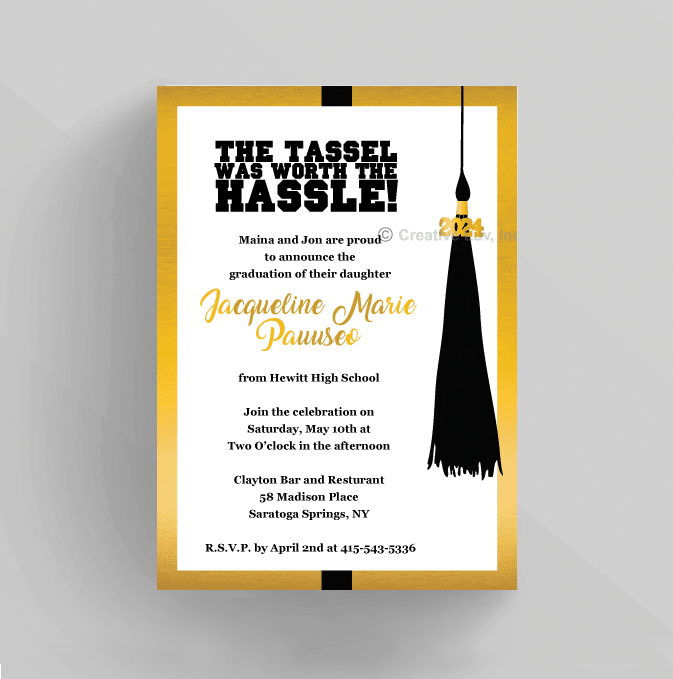 THE TASSEL
WAS WORTH THE
HASSLE!
Maina and Jon are proud
to announce the
graduation of their daughter
Jacqueline Marie
Pauuseo
from Hewitt High School
Join the celebration on
Saturday, May 10th at
Two O'clock in the afternoon
Clayton Bar and Resturant
58 Madison Place
Saratoga Springs, NY
R.S.V.P. by April 2nd at 415-543-5336
2024
© Creative